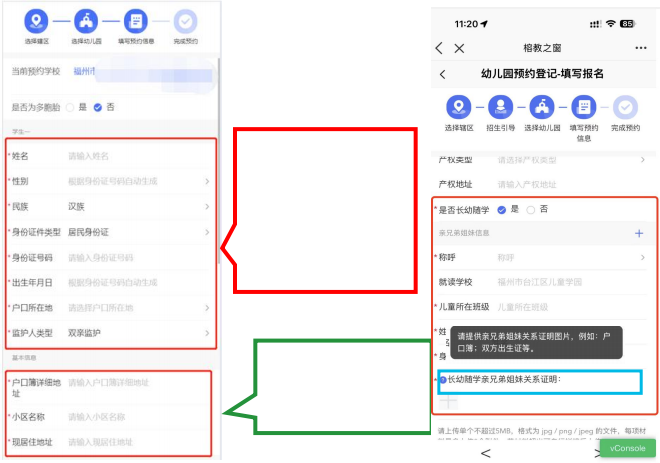 选择辖区
选择幼儿园
填写预约信息
完成预约
当前预约学校
福州市
是否为多胞胎 是 否
学生一
*姓名 请输入姓名
*性别 根据身份证号码自动生成
*民族 汉族
*身份证件类型 居民身份证
*身份证号码 请输入身份证号码
*出生年月日 根据身份证号码自动生成
*户口所在地 请选择户口所在地
*监护人类型 双亲监护
基本信息
*户口簿详细地址 请输入户口簿详细地址
*小区名称 请输入小区名称
*现居住地址 请输入现居住地址
11:20
85
榕教之窗
幼儿园预约登记-填写报名
选择辖区
招生引导
选择幼儿园
填写预约信息
完成预约
产权类型 请选择产权类型
产权地址 请输入产权地址
*是否长幼随学 是 否
亲兄弟姐妹信息
*称呼 称呼
就读学校 福州市台江区儿童学园
*儿童所在班级 儿童所在班级
*姓
请提供亲兄弟姐妹关系证明图片，例如：户口薄；双方出生证等。
*身
*长幼随学亲兄弟姐妹关系证明：
请上传单个不超过5MB，格式为 jpg / png / jpeg 的文件，每项材
vConsole